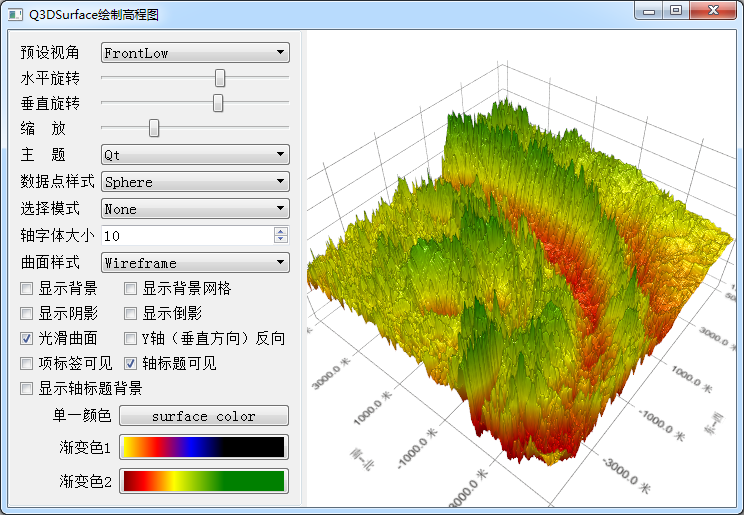 Q3DSurface绘制高程图
预设视角 FrontLow
水平旋转
垂直旋转
缩 放
主 题 Qt
数据点样式 Sphere
选择模式 None
轴字体大小 10
曲面样式 Wireframe
显示背景 显示背景网格
显示阴影 显示倒影
光滑曲面 Y轴（垂直方向）反向
项标签可见 轴标题可见
显示轴标题背景
单一颜色 surface color
渐变色1
渐变色2
3000.0 米
1000.0 米
-1000.0 米
-3000.0 米
3000.0 米
1000.0 米
-1000.0 米
-3000.0 米